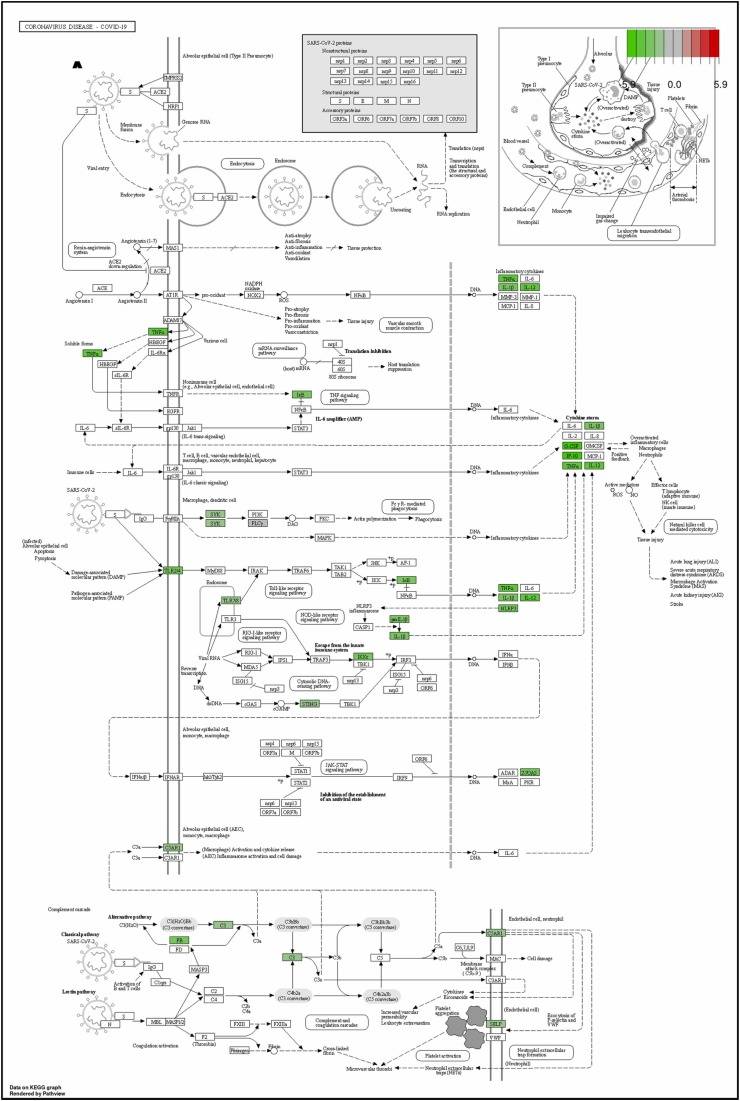 CORONAVIRUS DISEASE - COVID-19
A
Alveolar epithelial cell (Type II Pneumocyte)
TMPRSS2
S
ACE2
NRP1
S
Membrane fusion
Genome RNA
Viral entry
Endocytosis
S
ACE2
Endocytosis
Endosome
Uncoating
RNA
RNA replication
Translation (nsps)
Transcription
and translation
(the structural and
accessory proteins)
SARS-CoV-2 proteins
Nonstructural proteins
nsp1
nsp2
nsp3
nsp4
nsp5
nsp6
nsp7
nsp8
nsp9
nsp10
nsp11
nsp12
nsp13
nsp14
nsp15
nsp16
Structural proteins
S
E
M
N
Accessory proteins
ORF3a
ORF6
ORF7a
ORF7b
ORF8
ORF10
-5.9
0.0
5.9
Alveolus
Type I
pneumocyte
Type II
pneumocyte
SARS-CoV-2
DAMP
Tissue
injury
Platelets
T cell
Fibrin
(Overactivated)
Cytokine
storm
destroy
(Overactivated)
Blood vessel
Complement
NETs
Arterial
thrombosis
Endothelial cell
Neutrophil
Monocyte
Impaired
gas change
Leukocyte transendothelial
migration
Renin-angiotensin
system
Angiotensin (1-7)
MAS1
Anti-atrophy
Anti-fibrosis
Anti-inflammation
Anti-oxidant
Vasodilation
Tissue protection
ACE2
down regulation
ACE2
ACE
Angiotensin I
Angiotensin II
AT1R
pro-oxidant
NADPH
oxidase
NOX2
ROS
NFκB
DNA
Pro-atrophy
Pro-fibrosis
Pro-inflammation
Pro-oxidant
Vasoconstriction
Tissue injury
Vascular smooth
muscle contraction
Inflammatory cytokines
TNFα
IL-6
IL-1β
IL-12
MMP-3
MMP-1
MCP-1
IL-8
ADAM17
TNFα
HBEGF
IL-6Rα
Various cell
Soluble forms
TNFα
HBEGF
sIL-6R
mRNA surveillance
pathway
nsp1
Translation inhibition
(host) mRNA
40S
60S
80S ribosome
Host translation
suppression
Nonimmune cell
(e.g., Alveolar epithelial cell, endothelial cell)
TNFR
EGFR
IκB
NFκB
TNF signaling
pathway
IL-6 amplifier (AMP)
DNA
IL-6
Inflammatory cytokines
IL-6
sIL-6R
gp130
Jak1
STAT3
(IL-6 trans-signaling)
T cell, B cell, vascular endothelial cell,
macrophage, monocyte, neutrophil, hepatocyte
Immune cells
IL-6
IL-6R
gp130
Jak1
STAT3
(IL-6 classic signaling)
DNA
Inflammatory cytokines
Cytokine storm
IL-6
IL-1β
IL-2
IL-8
G-CSF
GMCSF
IP-10
MCP-1
TNFα
IL-12
Positive
feedback
Overactivated
inflammatory cells
Macrophages
Neutrophils
Active mediation
ROS
NO
Effector cells
T lymphocyte
(adaptive immune)
NK cell
(innate immune)
Natural killer cell
mediated cytotoxicity
Tissue injury
Acute lung injury (ALI)
Severe acute respiratory
distress syndrome (ARDS)
Macrophage Activation
Syndrome (MAS)
Acute kidney injury (AKI)
Stroke
Macrophage, dendritic cell
SARS-CoV-2
S
IgG
FcγRIIa
SYK
SYK
PI3K
PLCγ
DAG
PKC
Actin polymerization
Phagocytosis
Fc γ R- mediated
phagocytosis
MAPK
DNA
Inflammatory cytokines
(infected)
Alveolar epithelial cell
Apoptosis
Pyroptosis
Damage-associated
molecular pattern (DAMP)
Pathogen-associated
molecular pattern (PAMP)
TLR2/4
MyD88
IRAK
TRAF6
TAK1
TAB2
JNK
AP-1
IKK
IκB
NFκB
Toll-like receptor
signaling pathway
DNA
TNFα
IL-6
IL-1β
IL-12
NLRP3
Endosome
TLR7/8
TLR3
NOD-like receptor
signaling pathway
NLRP3
inflammasome
CASP1
pro IL1β
IL-1β
RIG-I-like receptor
signaling pathway
Escape from the innate
immune system
Viral RNA
RIG-I
MDA5
IPS1
TRAF3
IKKε
TBK1
IRF3
ISG15
nsp3
nsp13
ISG15
nsp3
nsp6
ORF6
DNA
IFNα
IFNβ
Reverse
transcription
DNA
Cytosolic DNA-
sensing pathway
dsDNA
cGAS
cGAMP
STING
TBK1
Alveolar epithelial cell,
monocyte, macrophage
nsp1
nsp6
nsp13
ORF3a
M
ORF7b
IFNα/β
IFNAR
Jak1Tyk2
STAT1
STAT2
JAK-STAT
signaling pathway
ORF8
IRF9
nsp6
nsp13
ORF7a
ORF7b
Inhibition of the establishment
of an antiviral state
DNA
ADAR
2'5'OAS
MxA
PKR
Alveolar epithelial cell (AEC),
monocyte, macrophage
C5a
C5AR1
C3a
C3AR1
(Macrophage) Activation and cytokine release
(AEC) Inflammasome activation and cell damage
DNA
IL-6
Complement cascade
Alternative pathway
C3(H2O)
C3(H2O)Bb
(C3 convertase)
C3
FB
FD
C3a
C3bBb
(C3 convertase)
C3bBb3b
(C5 convertase)
Classical pathway
SARS-CoV-2
S
IgG
C1qrs
Activation of
B and T cells
MASP3
C3
C3b
C3a
C5
C5b
C5a
C6,7,8,9
Membrane
attack complex
(C5b-9)
MAC
Cell damage
Lectin pathway
S
N
MBL
MASP1/2
C2
C4
C2b
C4a
C4b2a
(C3 convertase)
C4b2a3b
(C5 convertase)
Complement and
coagulation cascades
Coagulation activation
F2
(Thrombin)
FXIII
FXIIIa
Fibrinogen
Fibrin
Cross-linked
fibrin
Endothelial cell, neutrophil
C5AR1
C3AR1
Cytokines
Eicosanoids
Increased vascular
permeability
Leukocyte extravasation
Platelet
aggregation
(Endothelial cell)
SELP
VWF
Exocytosis of
P-selectin and
VWF
Platelet activation
Neutrophil extracellular
trap formation
(Neutrophil)
Microvascular thrombi
Neutrophil extracellular
traps (NETs)
Data on KEGG graph
Rendered by Pathview